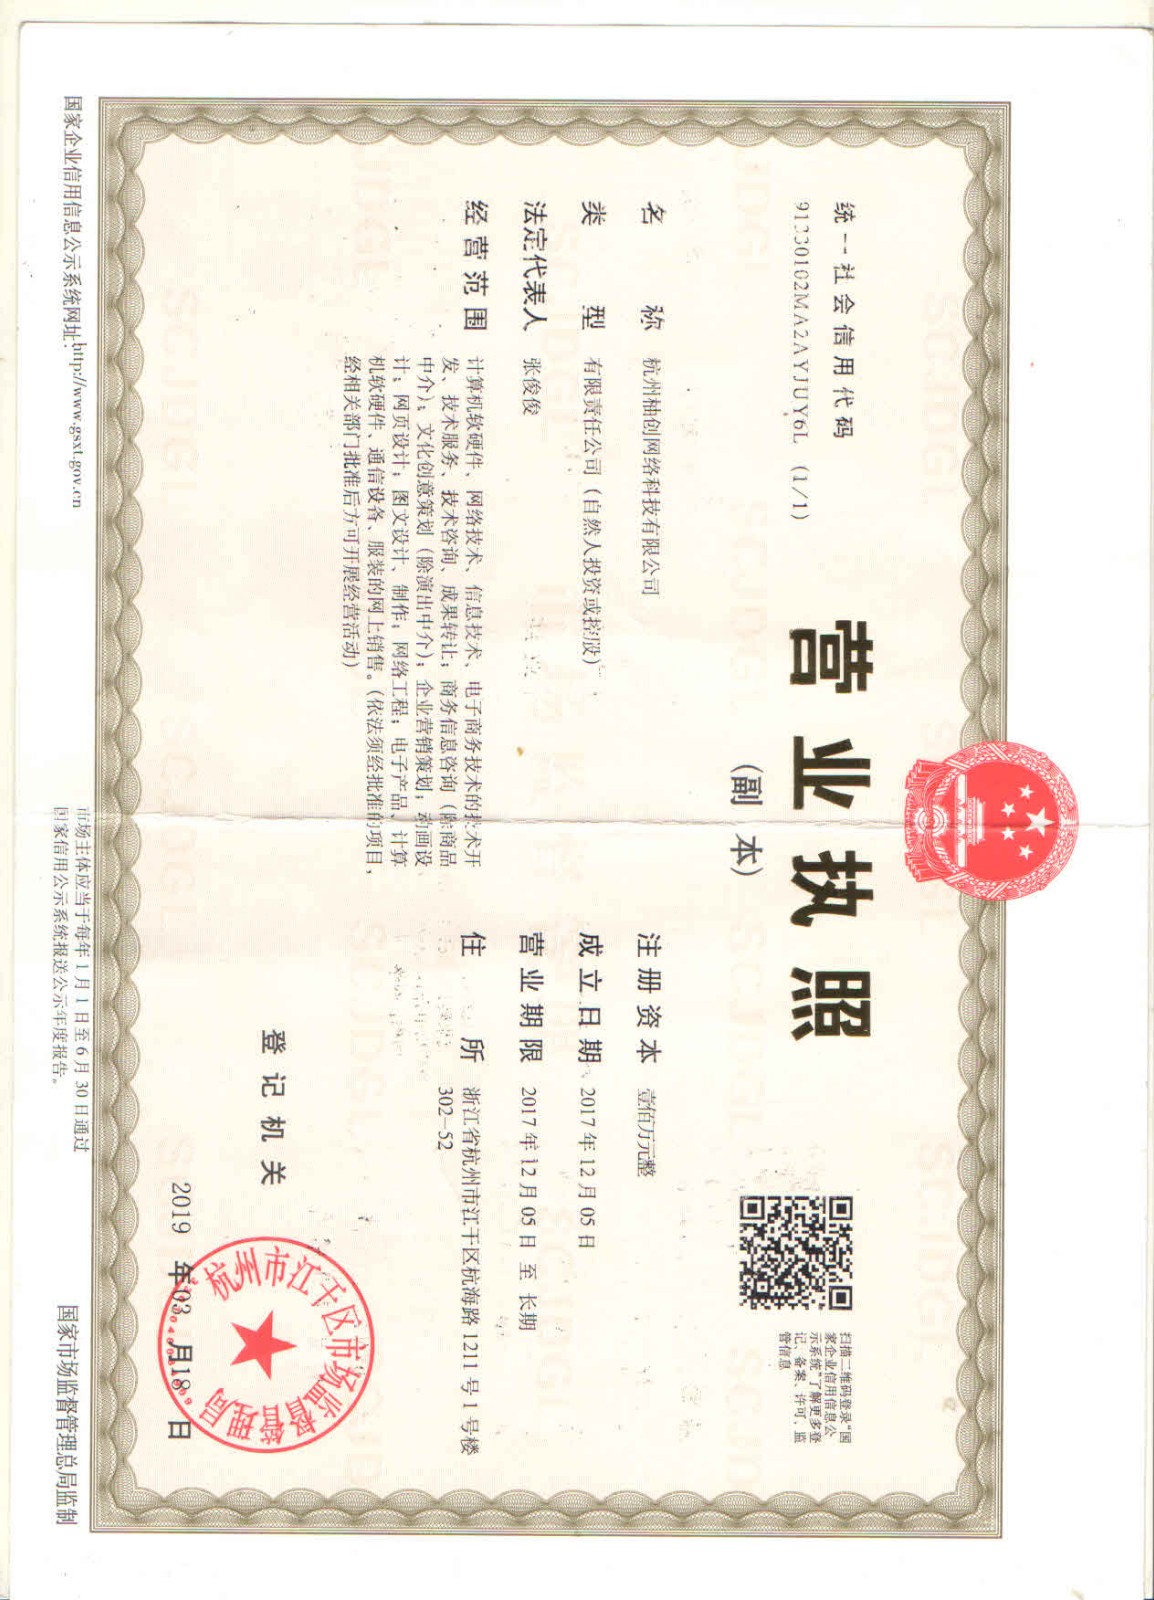 统一社会信用代码
91330102MA2AYJUY6L (1/1)
营业执照
(副本)
扫描二维码登录“国
家企业信用信息公
示系统”了解更多登
记、备案、许可、监
管信息
名称 杭州柚创网络科技有限公司
类型 有限责任公司(自然人投资或控股)
法定代表人 张俊俊
经营范围 计算机软硬件、网络技术、信息技术、电子商务技术的技术开
发、技术服务、技术咨询、成果转让;商务信息咨询(除商品
中介);文化创意策划(除演出中介);企业营销策划;动画设
计;网页设计;图文设计、制作;网络工程;电子产品、计算
机软硬件、通信设备、服装的网上销售。(依法须经批准的项目,
经相关部门批准后方可开展经营活动)
注册资本 壹佰万元整
成立日期 2017年12月05日
营业期限 2017年12月05日至长期
住所 浙江省杭州市江干区杭海路1211号1号楼
302-52
登记机关
杭州市江干区市场监督管理局
2019年03月18日
国家企业信用信息公示系统网址:http://www.gsxt.gov.cn
市场主体应当于每年1月1日至6月30日通过
国家信用公示系统报送公示年度报告。
国家市场监督管理总局监制